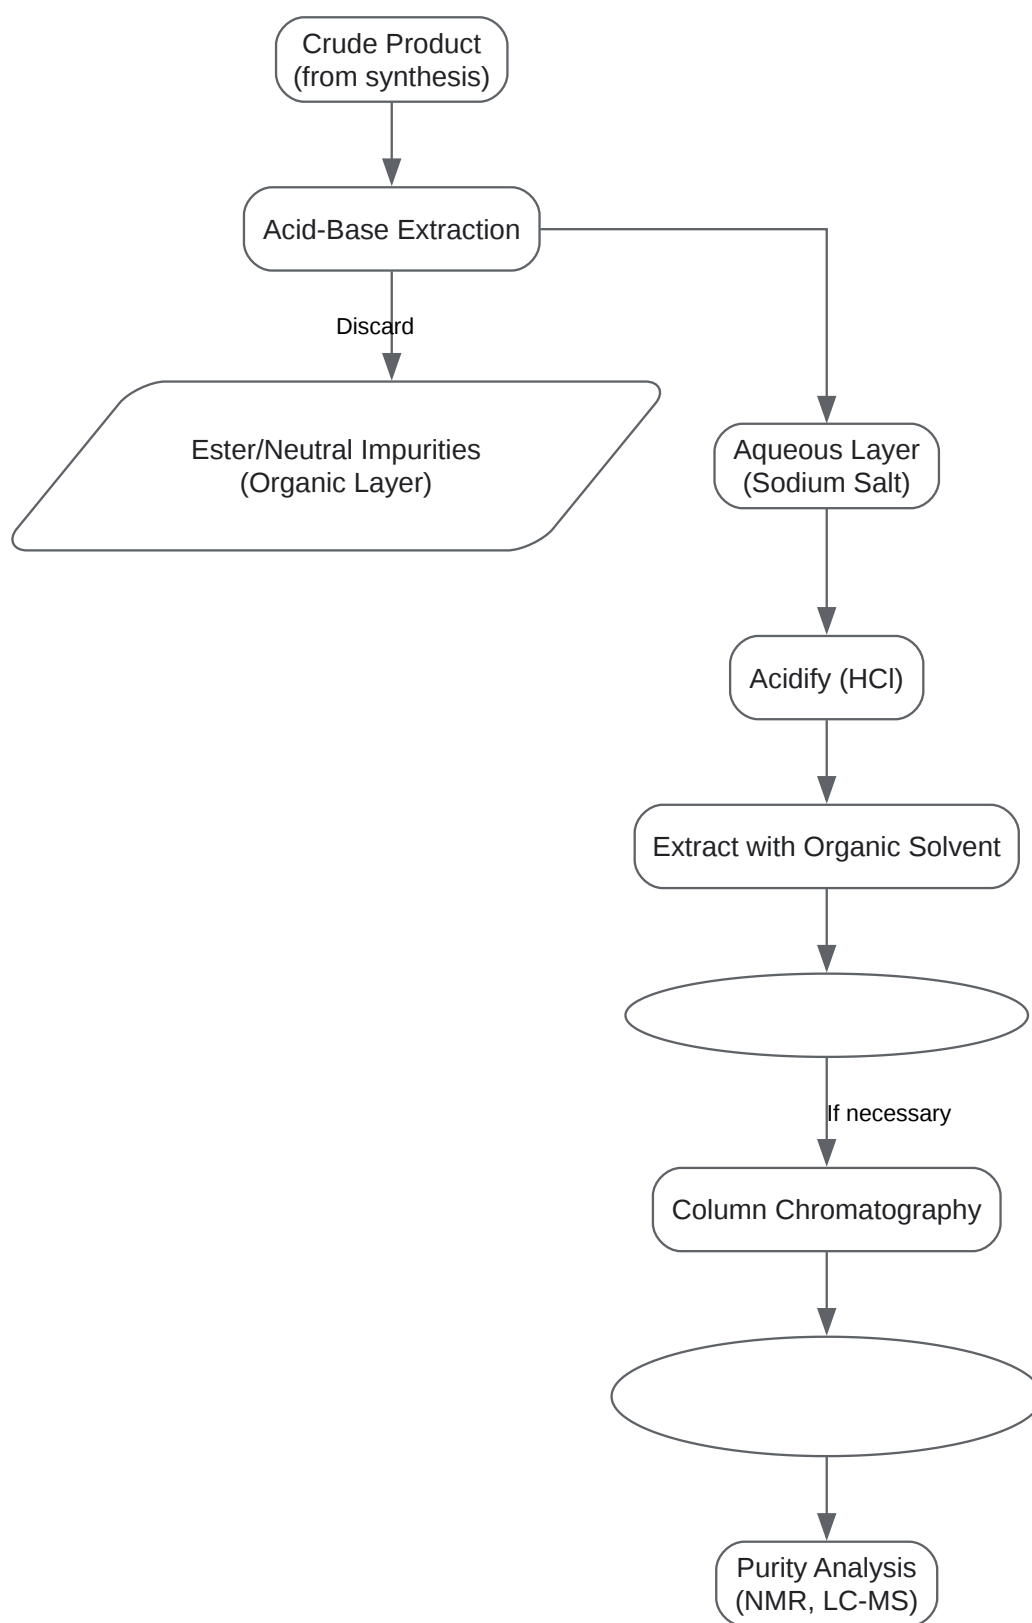 Crude Product
(from synthesis)
Acid-Base Extraction
Discard
Ester/Neutral Impurities
(Organic Layer)
Aqueous Layer
(Sodium Salt)
Acidify (HCl)
Extract with Organic Solvent
If necessary
Column Chromatography
Purity Analysis
(NMR, LC-MS)